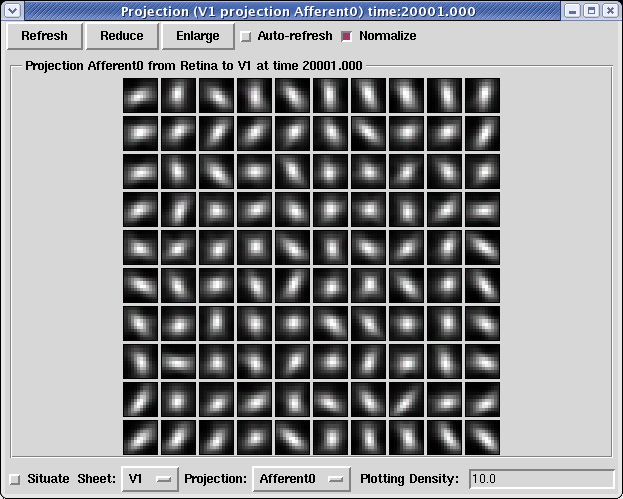 Projection (V1 projection Afferent0) time:20001.000
Refresh Reduce Enlarge Auto-refresh Normalize
Projection Afferent0 from Retina to V1 at time 20001.000
Situate Sheet: V1 Projection: Afferent0 Plotting Density: 10.0